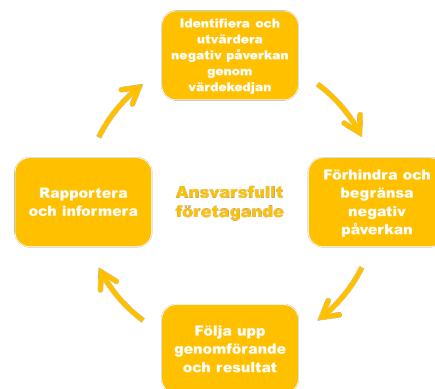 Identifiera och
utvärdera
negativ påverkan
genom
värdekedjan
Förhindra och
begränsa
negativ
påverkan
Ansvarsfullt
företagande
Rapportera
och informera
Följa upp
genomförande
och resultat